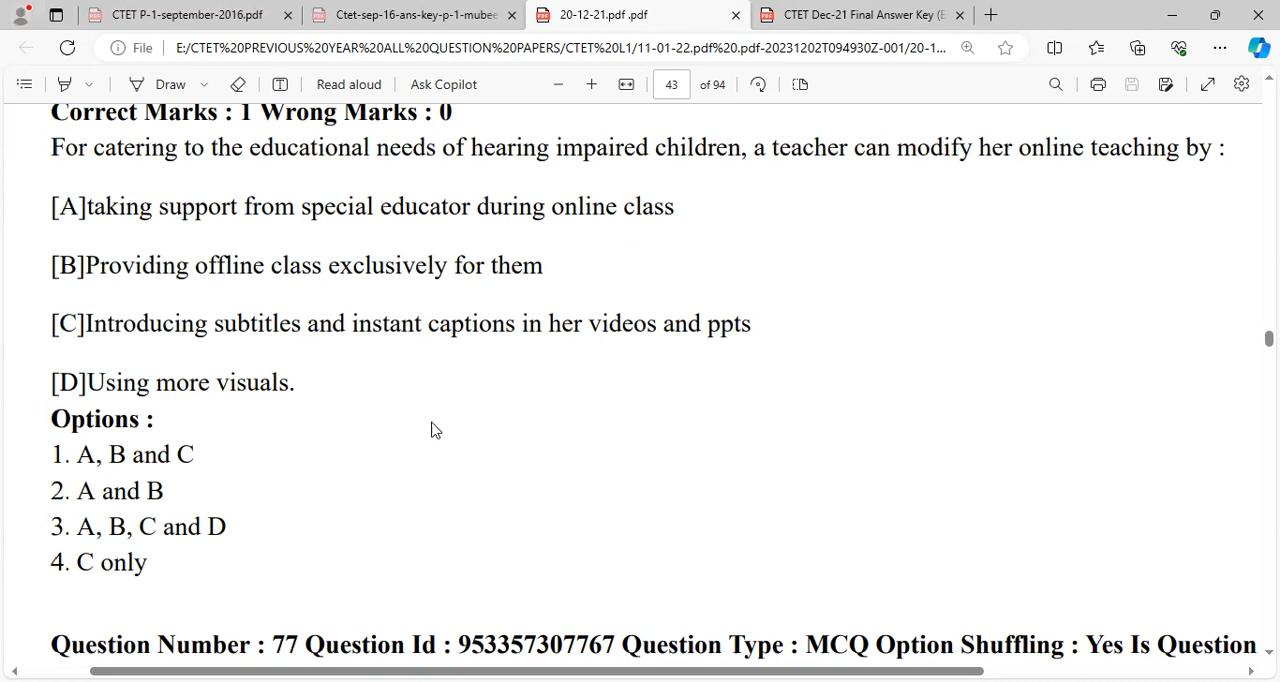 CTET P-1-september-2016.pdf
Ctet-sep-16-ans-key-p-1-mubee
20-12-21.pdf .pdf
CTET Dec-21 Final Answer Key (E
File
E:/CTET%20PREVIOUS%20YEAR%20ALL%20QUESTION%20PAPERS/CTET%20L1/11-01-22.pdf%20.pdf-20231202T094930Z-001/20-1...
Draw
Read aloud
Ask Copilot
43
of 94
Correct Marks : 1 Wrong Marks : 0
For catering to the educational needs of hearing impaired children, a teacher can modify her online teaching by :
[A]taking support from special educator during online class
[B]Providing offline class exclusively for them
[C]Introducing subtitles and instant captions in her videos and ppts
[D]Using more visuals.
Options :
1. A, B and C
2. A and B
3. A, B, C and D
4. C only
Question Number : 77 Question Id : 953357307767 Question Type : MCQ Option Shuffling : Yes Is Question